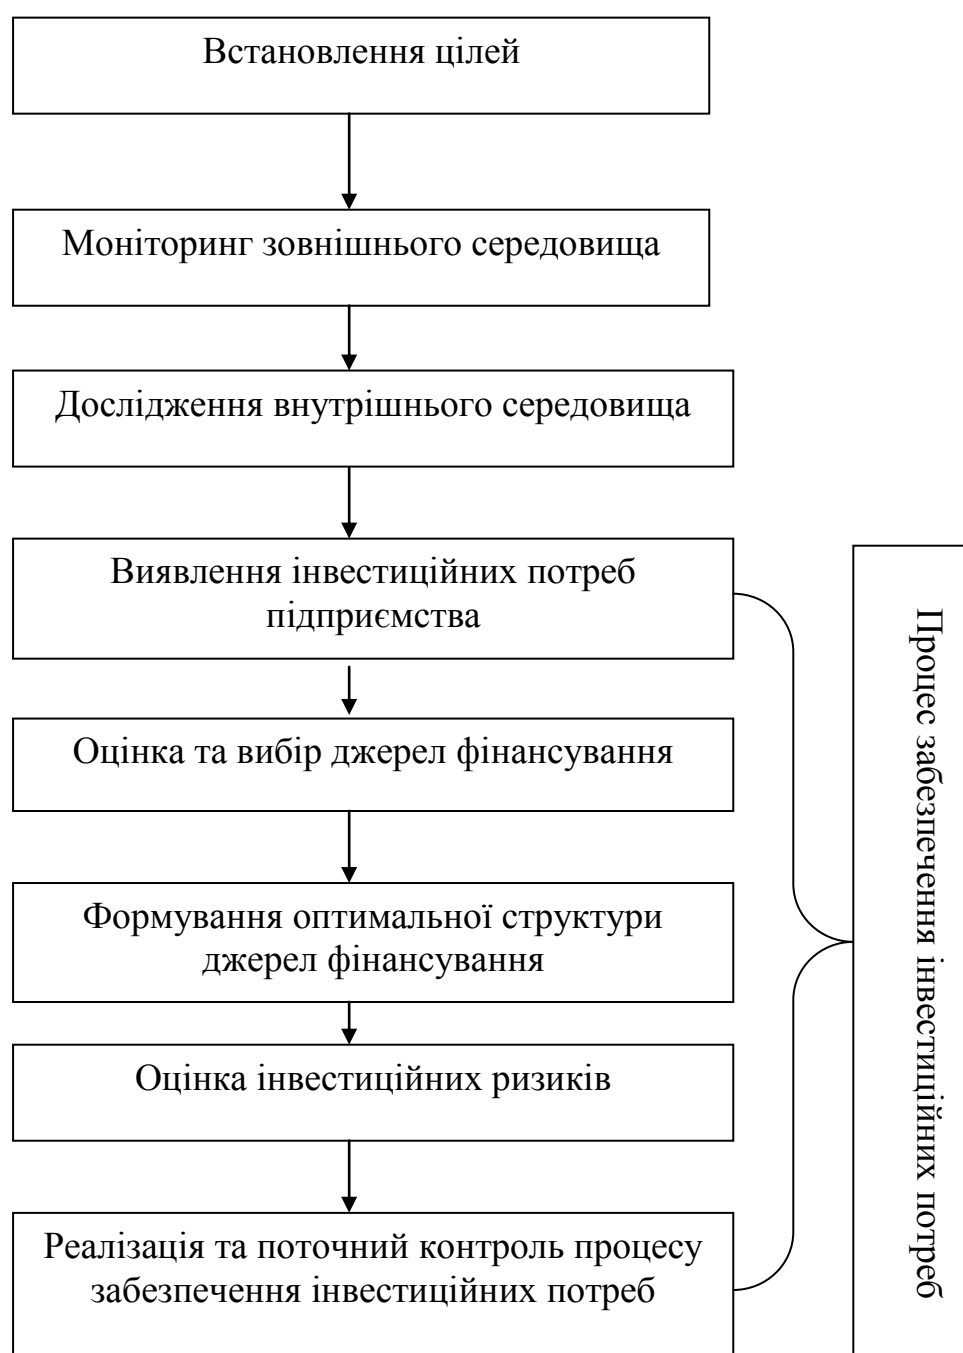 Встановлення цілей
Моніторинг зовнішнього середовища
Дослідження внутрішнього середовища
Виявлення інвестиційних потреб
підприємства
Оцінка та вибір джерел фінансування
Формування оптимальної структури
джерел фінансування
Оцінка інвестиційних ризиків
Реалізація та поточний контроль процесу
забезпечення інвестиційних потреб
Процес забезпечення інвестиційних потреб